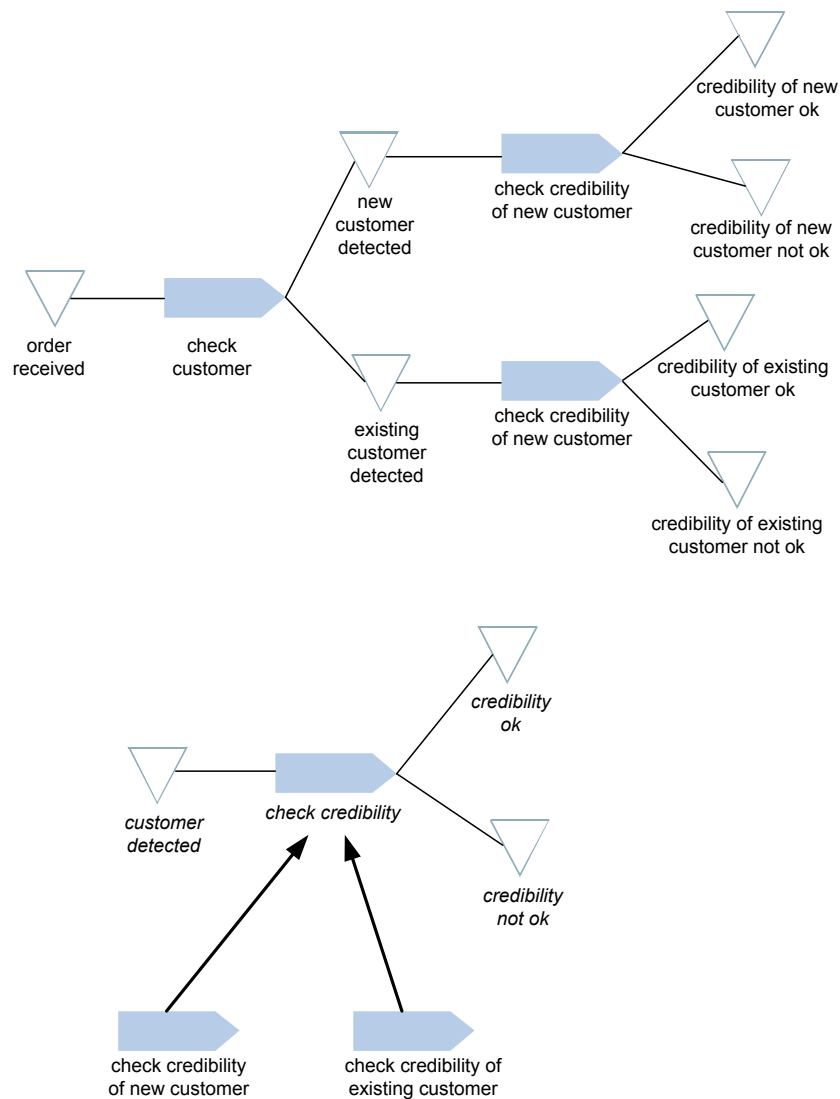 credibility of new
customer ok
new
customer
detected
check credibility
of new customer
credibility of new
customer not ok
order
received
check
customer
existing
customer
detected
check credibility
of new customer
credibility of existing
customer ok
credibility of existing
customer not ok
credibility
ok
customer
detected
check credibility
credibility
not ok
check credibility
of new customer
check credibility of
existing customer